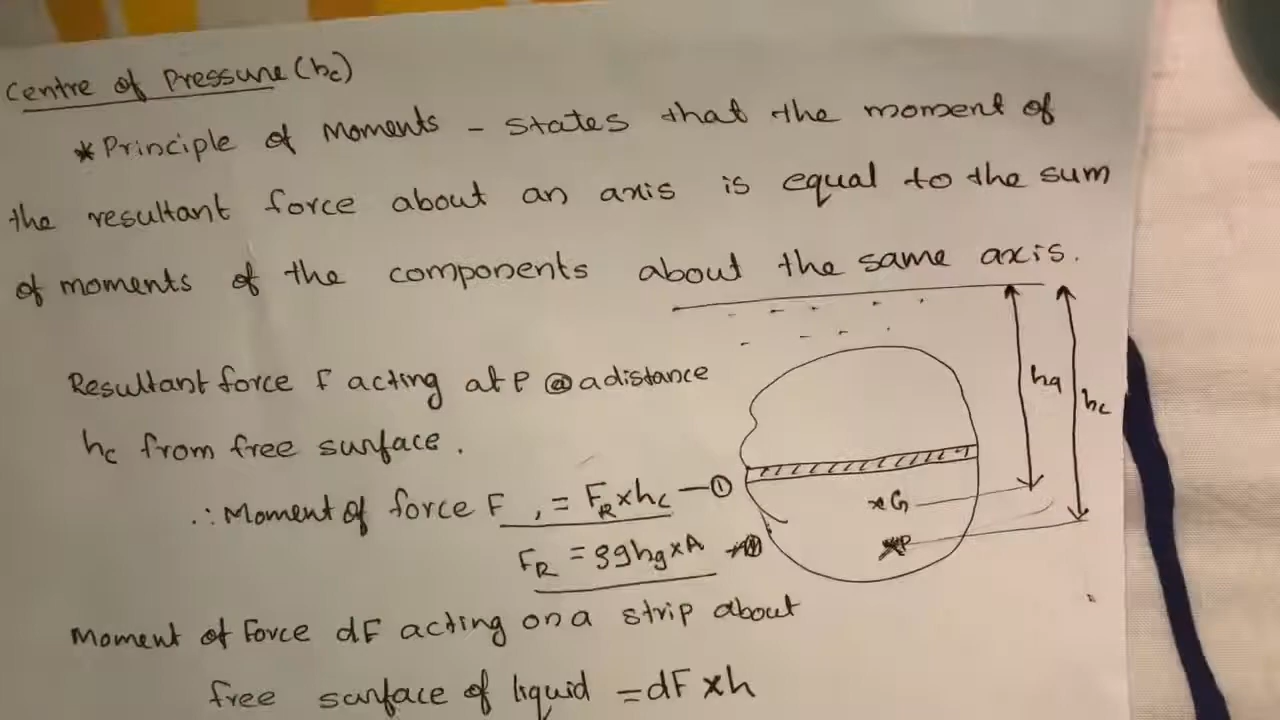 Centre of Pressure (hc)
* Principle of Moments - States that the moment of
the resultant force about an axis is equal to the sum
of moments of the components about the same axis.
Resultant force F acting at P @ a distance
hc from free surface.
∴ Moment of force F, = FR × hc — ①
FR = ρghg × A
Moment of Force dF acting on a strip about
free surface of liquid = dF × h
hg
hc
× G
P